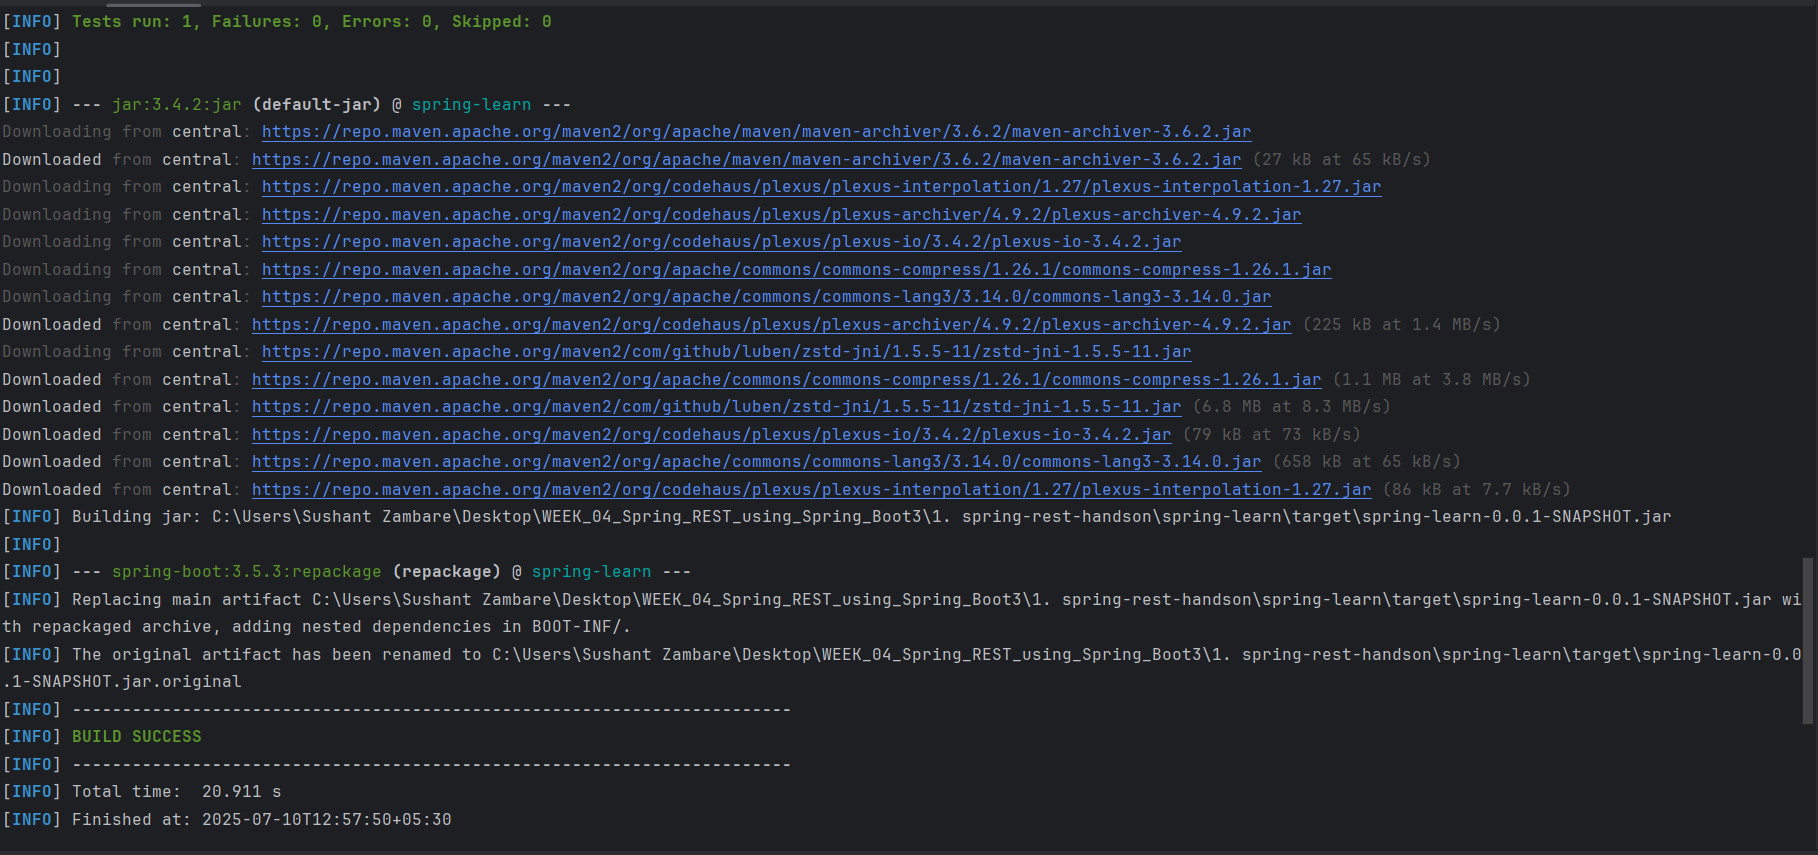 [INFO] Tests run: 1, Failures: 0, Errors: 0, Skipped: 0
[INFO]
[INFO]
[INFO] --- jar:3.4.2:jar (default-jar) @ spring-learn ---
Downloading from central: https://repo.maven.apache.org/maven2/org/apache/maven/maven-archiver/3.6.2/maven-archiver-3.6.2.jar
Downloaded from central: https://repo.maven.apache.org/maven2/org/apache/maven/maven-archiver/3.6.2/maven-archiver-3.6.2.jar (27 kB at 65 kB/s)
Downloading from central: https://repo.maven.apache.org/maven2/org/codehaus/plexus/plexus-interpolation/1.27/plexus-interpolation-1.27.jar
Downloading from central: https://repo.maven.apache.org/maven2/org/codehaus/plexus/plexus-archiver/4.9.2/plexus-archiver-4.9.2.jar
Downloading from central: https://repo.maven.apache.org/maven2/org/codehaus/plexus/plexus-io/3.4.2/plexus-io-3.4.2.jar
Downloading from central: https://repo.maven.apache.org/maven2/org/apache/commons/commons-compress/1.26.1/commons-compress-1.26.1.jar
Downloading from central: https://repo.maven.apache.org/maven2/org/apache/commons/commons-lang3/3.14.0/commons-lang3-3.14.0.jar
Downloaded from central: https://repo.maven.apache.org/maven2/org/codehaus/plexus/plexus-archiver/4.9.2/plexus-archiver-4.9.2.jar (225 kB at 1.4 MB/s)
Downloading from central: https://repo.maven.apache.org/maven2/com/github/luben/zstd-jni/1.5.5-11/zstd-jni-1.5.5-11.jar
Downloaded from central: https://repo.maven.apache.org/maven2/org/apache/commons/commons-compress/1.26.1/commons-compress-1.26.1.jar (1.1 MB at 3.8 MB/s)
Downloaded from central: https://repo.maven.apache.org/maven2/com/github/luben/zstd-jni/1.5.5-11/zstd-jni-1.5.5-11.jar (6.8 MB at 8.3 MB/s)
Downloaded from central: https://repo.maven.apache.org/maven2/org/codehaus/plexus/plexus-io/3.4.2/plexus-io-3.4.2.jar (79 kB at 73 kB/s)
Downloaded from central: https://repo.maven.apache.org/maven2/org/apache/commons/commons-lang3/3.14.0/commons-lang3-3.14.0.jar (658 kB at 65 kB/s)
Downloaded from central: https://repo.maven.apache.org/maven2/org/codehaus/plexus/plexus-interpolation/1.27/plexus-interpolation-1.27.jar (86 kB at 7.7 kB/s)
[INFO] Building jar: C:\Users\Sushant Zambare\Desktop\WEEK_04_Spring_REST_using_Spring_Boot3\1. spring-rest-handson\spring-learn\target\spring-learn-0.0.1-SNAPSHOT.jar
[INFO]
[INFO] --- spring-boot:3.5.3:repackage (repackage) @ spring-learn ---
[INFO] Replacing main artifact C:\Users\Sushant Zambare\Desktop\WEEK_04_Spring_REST_using_Spring_Boot3\1. spring-rest-handson\spring-learn\target\spring-learn-0.0.1-SNAPSHOT.jar wi
th repackaged archive, adding nested dependencies in BOOT-INF/.
[INFO] The original artifact has been renamed to C:\Users\Sushant Zambare\Desktop\WEEK_04_Spring_REST_using_Spring_Boot3\1. spring-rest-handson\spring-learn\target\spring-learn-0.0
.1-SNAPSHOT.jar.original
[INFO] ------------------------------------------------------------------------
[INFO] BUILD SUCCESS
[INFO] ------------------------------------------------------------------------
[INFO] Total time:  20.911 s
[INFO] Finished at: 2025-07-10T12:57:50+05:30